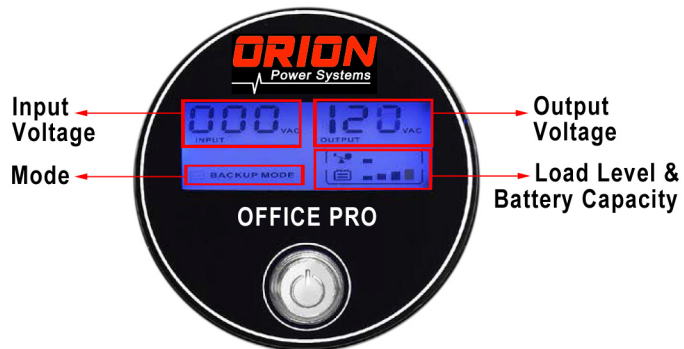 ORION
Power Systems
000 VAC
INPUT
120 VAC
OUTPUT
BACKUP MODE
OFFICE PRO
Input
Voltage
Mode
Output
Voltage
Load Level &
Battery Capacity